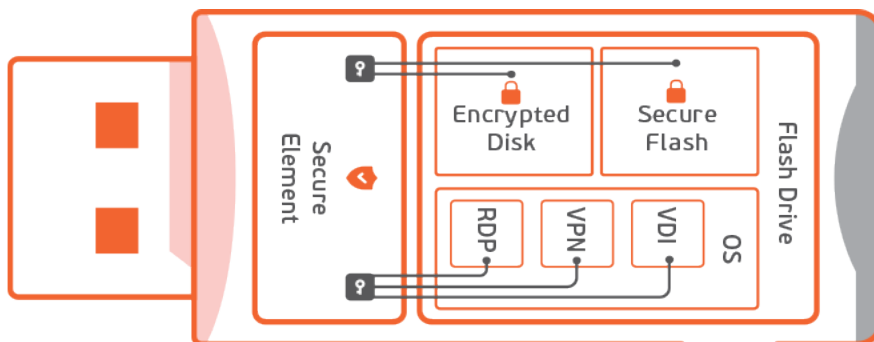 Secure
Element
Encrypted
Disk
Secure
Flash
Flash Drive
RDP
VPN
VDI
OS